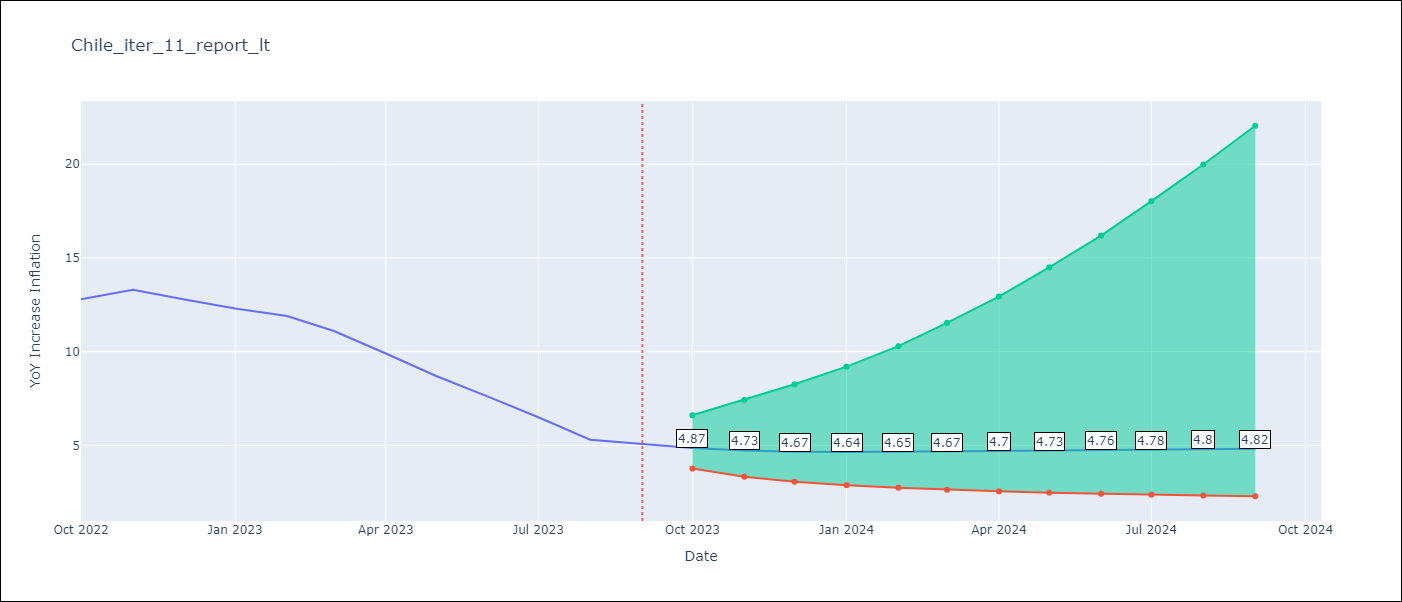 Chile_iter_11_report_lt
YoY Increase Inflation
20
15
10
5
4.87 4.73 4.67 4.64 4.65 4.67 4.7 4.73 4.76 4.78 4.8 4.82
Oct 2022 Jan 2023 Apr 2023 Jul 2023 Oct 2023 Jan 2024 Apr 2024 Jul 2024 Oct 2024
Date